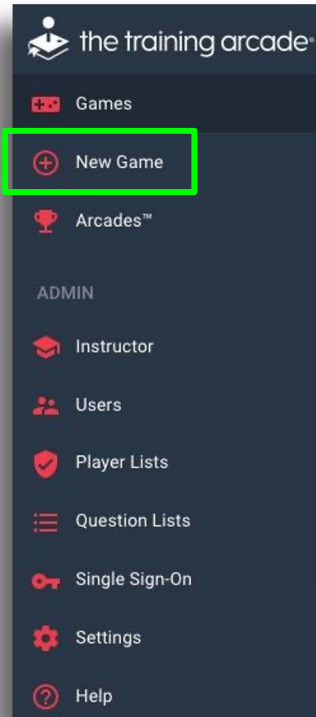 the training arcade®
Games
New Game
Arcades™
ADMIN
Instructor
Users
Player Lists
Question Lists
Single Sign-On
Settings
Help